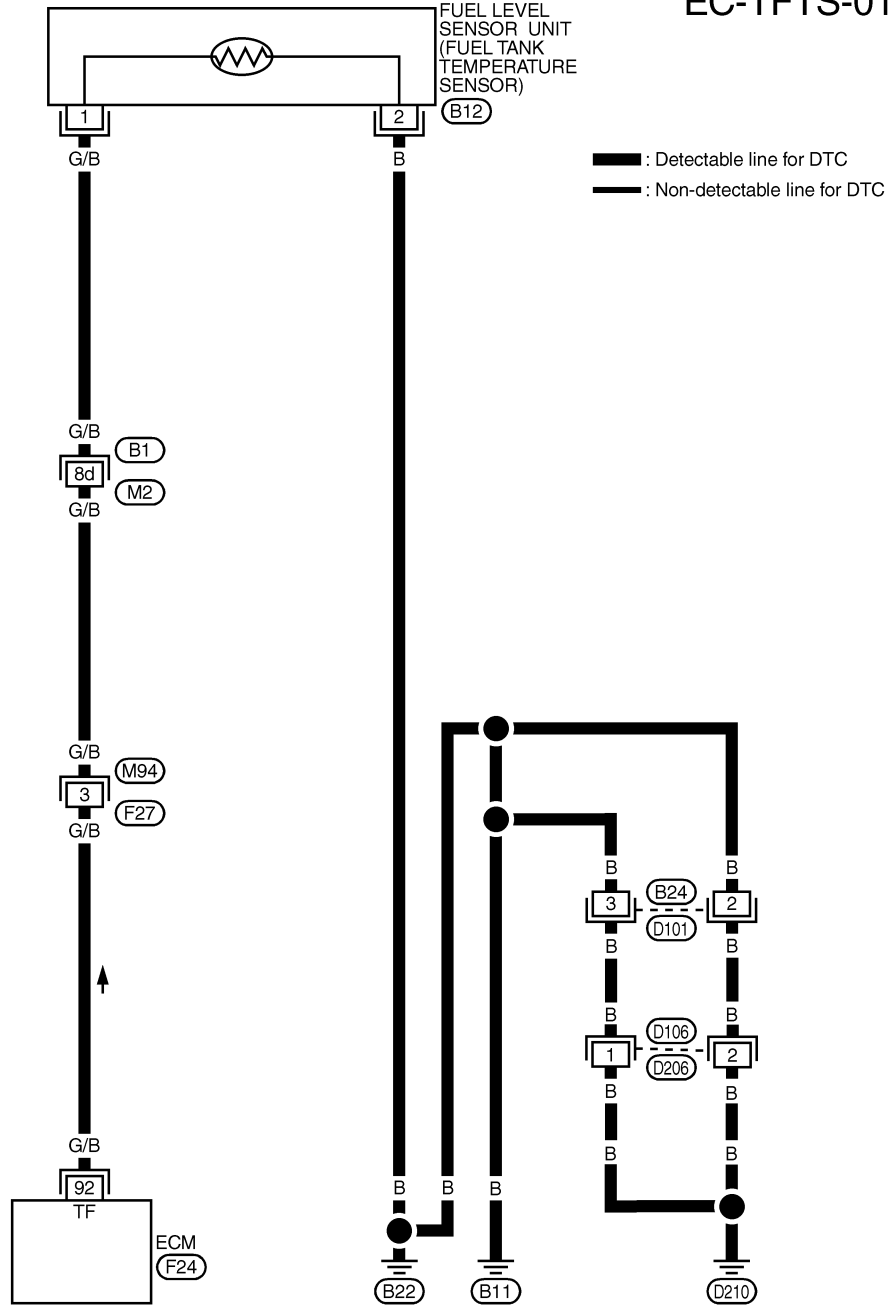 EC-TFTS-01
FUEL LEVEL
SENSOR UNIT
(FUEL TANK
TEMPERATURE
SENSOR)
1
2
B12
G/B
B
: Detectable line for DTC
: Non-detectable line for DTC
G/B
B1
8d
M2
G/B
G/B
M94
3
F27
G/B
B
B
3
B24
2
D101
B
B
B
B
D106
1
2
D206
B
B
G/B
B
B
92
B
B
B
TF
ECM
F24
B22
B11
D210